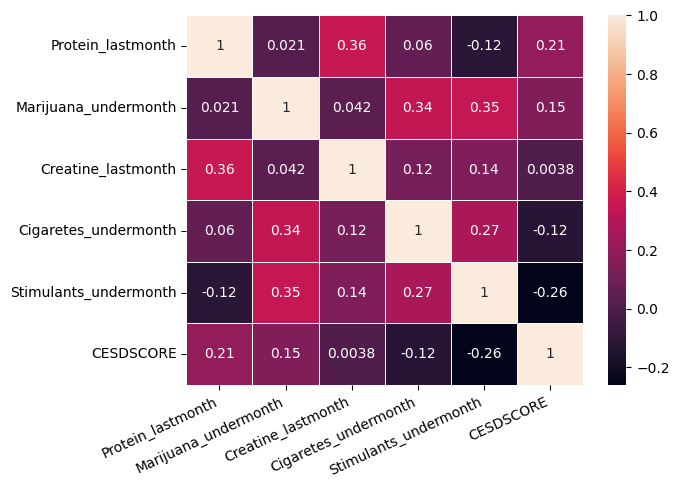 Protein_lastmonth 1 0.021 0.36 0.06 -0.12 0.21
Marijuana_undermonth 0.021 1 0.042 0.34 0.35 0.15
Creatine_lastmonth 0.36 0.042 1 0.12 0.14 0.0038
Cigaretes_undermonth 0.06 0.34 0.12 1 0.27 -0.12
Stimulants_undermonth -0.12 0.35 0.14 0.27 1 -0.26
CESDSCORE 0.21 0.15 0.0038 -0.12 -0.26 1
Protein_lastmonth
Marijuana_undermonth
Creatine_lastmonth
Cigaretes_undermonth
Stimulants_undermonth
CESDSCORE
1.0
0.8
0.6
0.4
0.2
0.0
−0.2